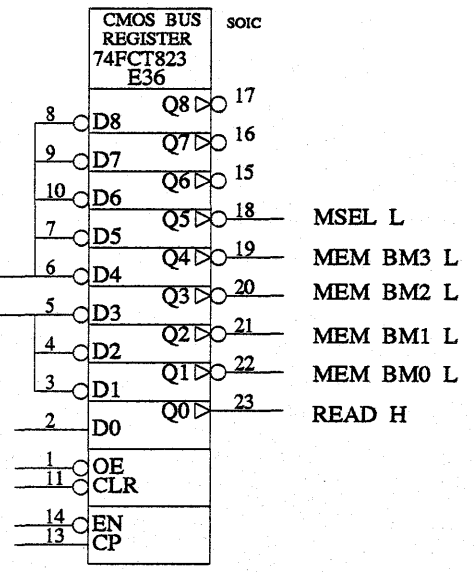 CMOS BUS SOIC
REGISTER
74FCT823
E36
Q8 17
8 D8
Q7 16
9 D7
Q6 15
10 D6
Q5 18 MSEL L
7 D5
Q4 19 MEM BM3 L
6 D4
Q3 20 MEM BM2 L
5 D3
Q2 21 MEM BM1 L
4 D2
Q1 22 MEM BM0 L
3 D1
Q0 23 READ H
2 D0
1 OE
11 CLR
14 EN
13 CP